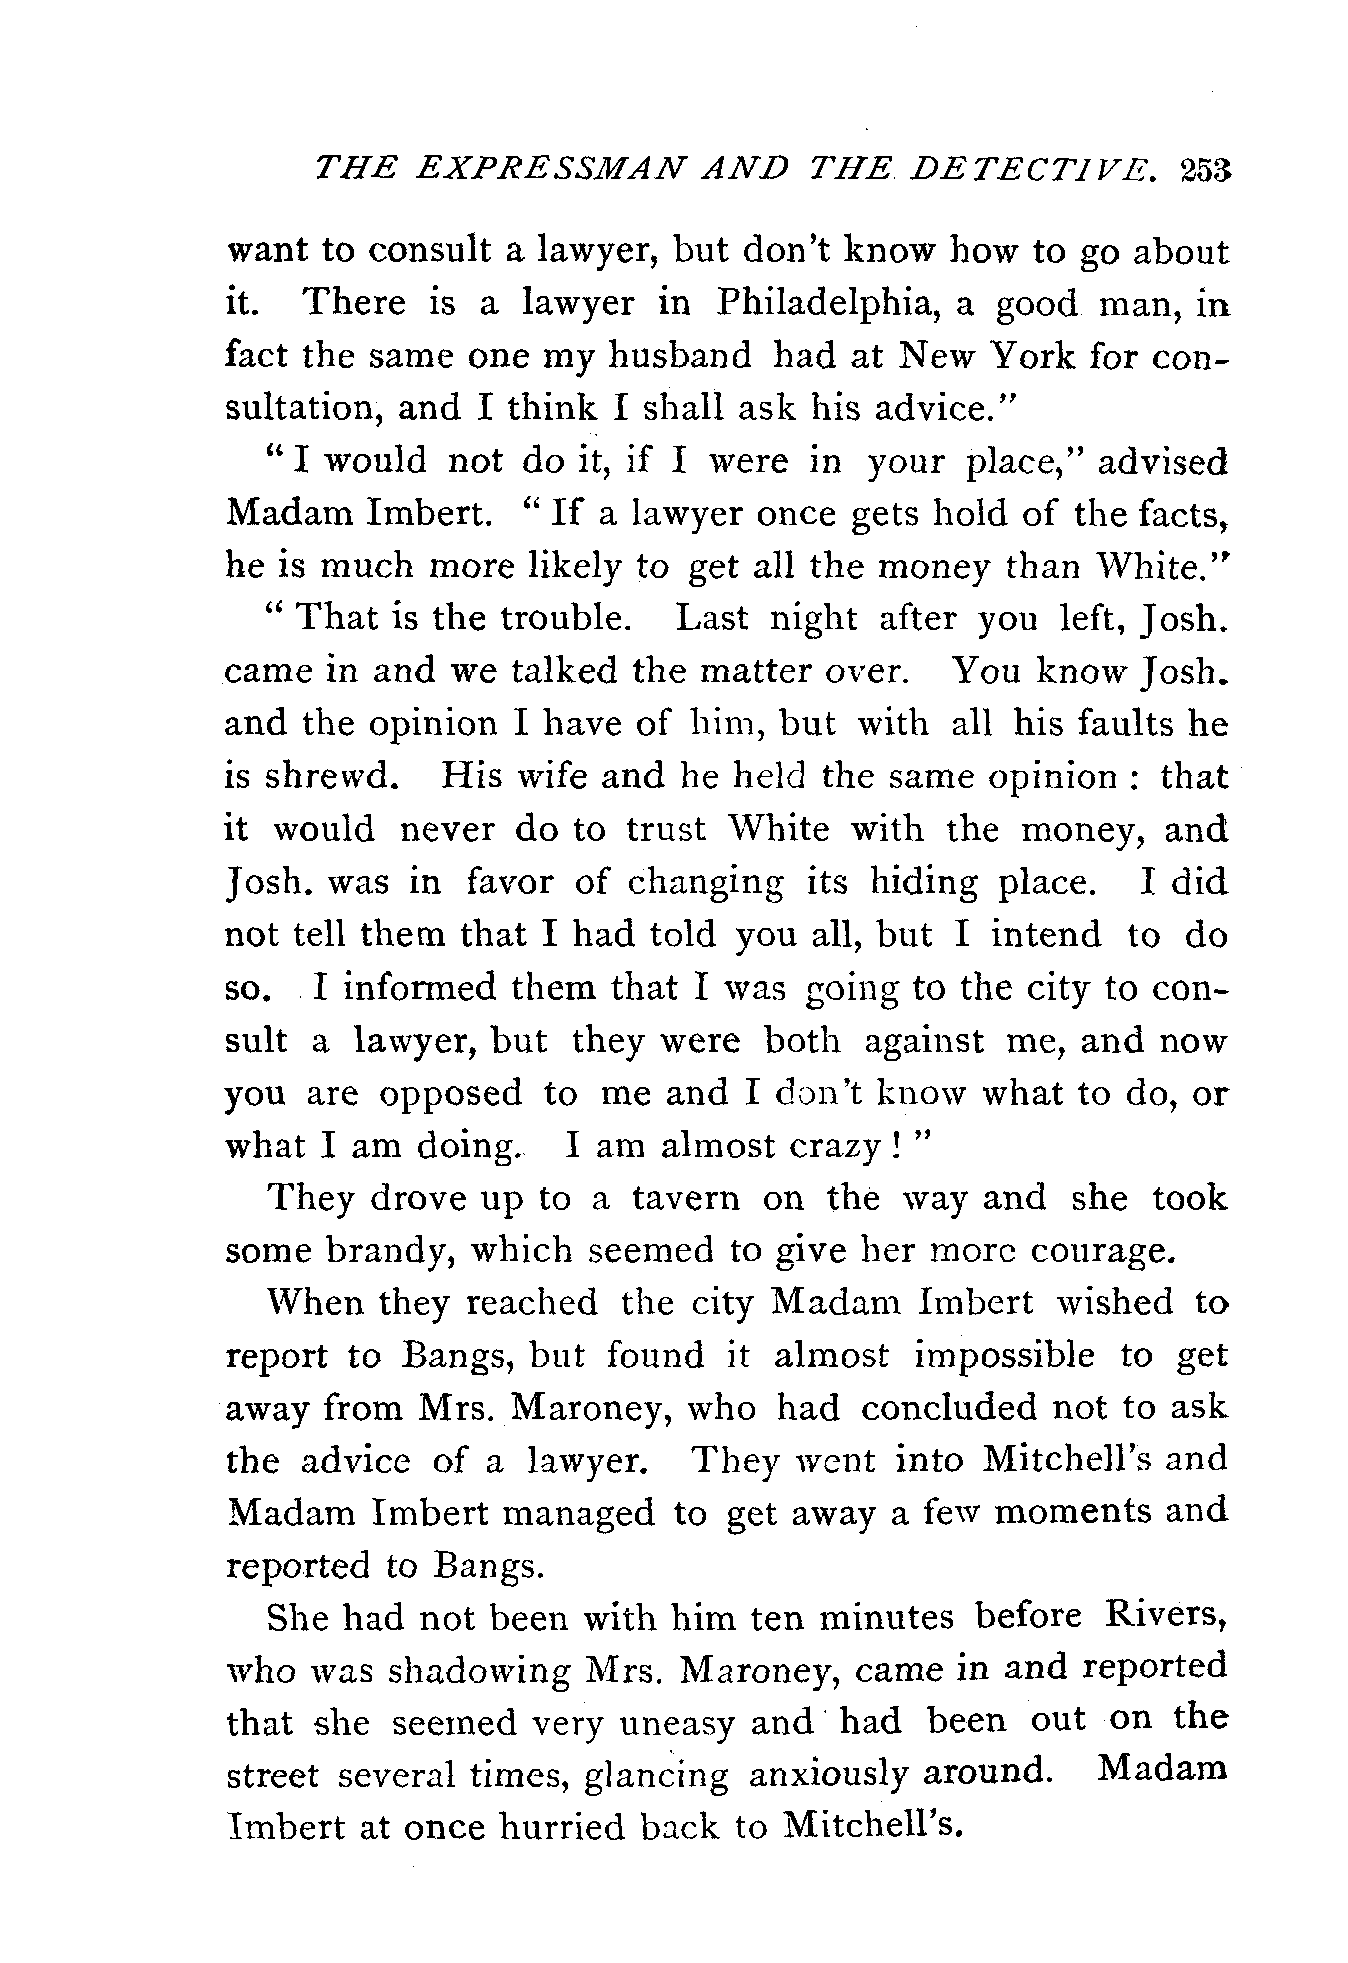 THE EXPRESSMAN AND THE DETECTIVE. 253
want to consult a lawyer, but don't know how to go about
it. There is a lawyer in Philadelphia, a good man, in
fact the same one my husband had at New York for con-
sultation, and I think I shall ask his advice."
" I would not do it, if I were in your place," advised
Madam Imbert. " If a lawyer once gets hold of the facts,
he is much more likely to get all the money than White."
" That is the trouble. Last night after you left, Josh.
came in and we talked the matter over. You know Josh.
and the opinion I have of him, but with all his faults he
is shrewd. His wife and he held the same opinion : that
it would never do to trust White with the money, and
Josh. was in favor of changing its hiding place. I did
not tell them that I had told you all, but I intend to do
so. I informed them that I was going to the city to con-
sult a lawyer, but they were both against me, and now
you are opposed to me and I don't know what to do, or
what I am doing. I am almost crazy ! "
They drove up to a tavern on the way and she took
some brandy, which seemed to give her more courage.
When they reached the city Madam Imbert wished to
report to Bangs, but found it almost impossible to get
away from Mrs. Maroney, who had concluded not to ask
the advice of a lawyer. They went into Mitchell's and
Madam Imbert managed to get away a few moments and
reported to Bangs.
She had not been with him ten minutes before Rivers,
who was shadowing Mrs. Maroney, came in and reported
that she seemed very uneasy and had been out on the
street several times, glancing anxiously around. Madam
Imbert at once hurried back to Mitchell's.